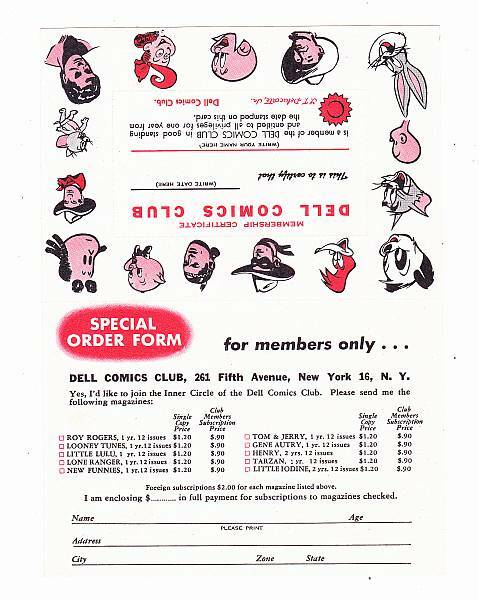 MEMBERSHIP CERTIFICATE
DELL COMICS CLUB
(WRITE DATE HERE)
This is to certify that
(WRITE YOUR NAME HERE)
is a member of the DELL COMICS CLUB in good standing
and entitled to all privileges for one year from
the date stamped on this card.
Delacorte, Jr. Dell Comics Club.
SPECIAL
ORDER FORM
for members only . . .
DELL COMICS CLUB, 261 Fifth Avenue, New York 16, N. Y.
Yes, I'd like to join the Inner Circle of the Dell Comics Club. Please send me the
following magazines:
Single Copy Price Club Members Subscription Price
ROY ROGERS, 1 yr. 12 issues $1.20 $.90
LOONEY TUNES, 1 yr. 12 issues $1.20 $.90
LITTLE LULU, 1 yr. 12 issues $1.20 $.90
LONE RANGER, 1 yr. 12 issues $1.20 $.90
NEW FUNNIES, 1 yr. 12 issues $1.20 $.90
Single Copy Price Club Members Subscription Price
TOM & JERRY, 1 yr. 12 issues $1.20 $.90
GENE AUTRY, 1 yr. 12 issues $1.20 $.90
HENRY, 2 yrs. 12 issues $1.20 $.90
TARZAN, 1 yr. 12 issues $1.20 $.90
LITTLE IODINE, 2 yrs. 12 issues $1.20 $.90
Foreign subscriptions $2.00 for each magazine listed above.
I am enclosing $............ in full payment for subscriptions to magazines checked.
Name Age
PLEASE PRINT
Address
City Zone State